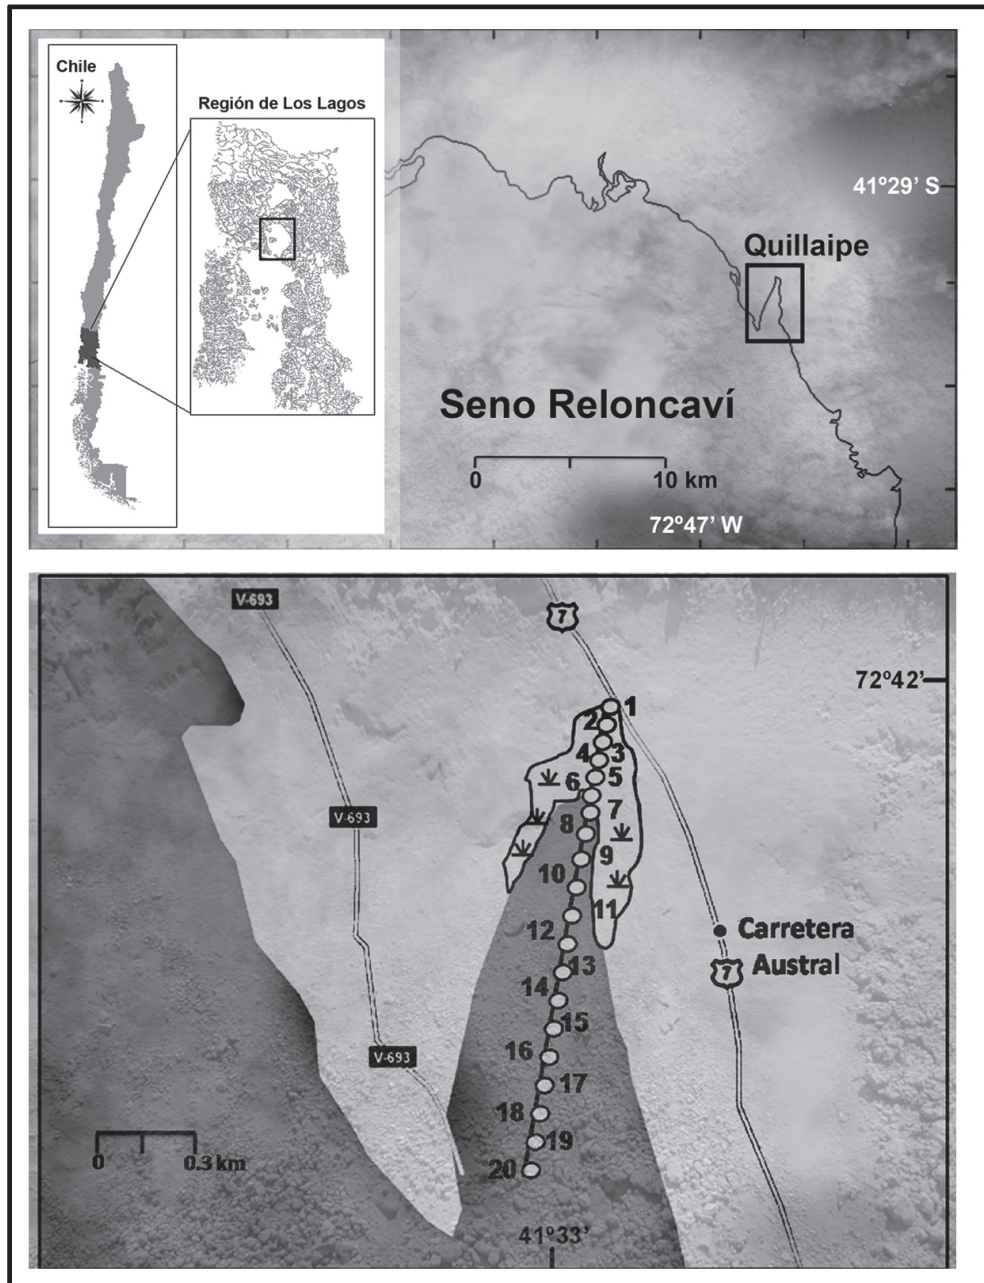 Chile
Región de Los Lagos
41º29’ S
Quillaipe
Seno Reloncaví
0 10 km
72º47’ W
V-693
7
72º42’
1
2
3
4
5
6
7
V-693
8
9
10
11
12
Carretera
Austral
7
13
14
15
16
17
V-693
18
19
20
0 0.3 km
41º33’